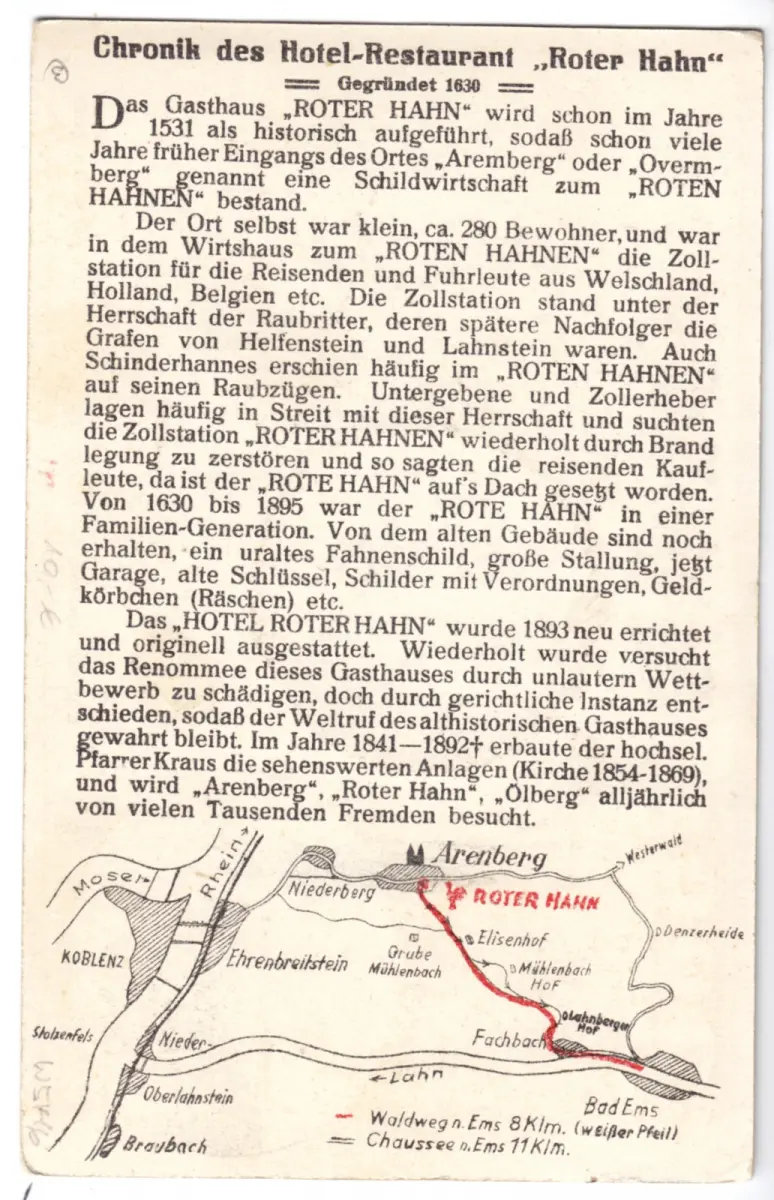 Chronik des Hotel-Restaurant „Roter Hahn“
Gegründet 1630
Das Gasthaus „ROTER HAHN“ wird schon im Jahre
1531 als historisch aufgeführt, sodaß schon viele
Jahre früher Eingangs des Ortes „Aremberg“ oder „Overm-
berg“ genannt eine Schildwirtschaft zum „ROTEN
HAHNEN“ bestand.
Der Ort selbst war klein, ca. 280 Bewohner, und war
in dem Wirtshaus zum „ROTEN HAHNEN“ die Zoll-
station für die Reisenden und Fuhrleute aus Welschland,
Holland, Belgien etc. Die Zollstation stand unter der
Herrschaft der Raubritter, deren spätere Nachfolger die
Grafen von Helfenstein und Lahnstein waren. Auch
Schinderhannes erschien häufig im „ROTEN HAHNEN“
auf seinen Raubzügen. Untergebene und Zollerheber
lagen häufig in Streit mit dieser Herrschaft und suchten
die Zollstation „ROTER HAHNEN“ wiederholt durch Brand
legung zu zerstören und so sagten die reisenden Kauf-
leute, da ist der „ROTE HAHN“ auf's Dach gesetzt worden.
Von 1630 bis 1895 war der „ROTE HAHN“ in einer
Familien-Generation. Von dem alten Gebäude sind noch
erhalten, ein uraltes Fahnenschild, große Stallung, jetzt
Garage, alte Schlüssel, Schilder mit Verordnungen, Geld-
körbchen (Räschen) etc.
Das „HOTEL ROTER HAHN“ wurde 1893 neu errichtet
und originell ausgestattet. Wiederholt wurde versucht
das Renommee dieses Gasthauses durch unlautern Wett-
bewerb zu schädigen, doch durch gerichtliche Instanz ent-
schieden, sodaß der Weltruf des althistorischen Gasthauses
gewahrt bleibt. Im Jahre 1841—1892† erbaute der hochsel.
Pfarrer Kraus die sehenswerten Anlagen (Kirche 1854-1869),
und wird „Arenberg“, „Roter Hahn“, „Ölberg“ alljährlich
von vielen Tausenden Fremden besucht.
Arenberg
Westerwald
Mosel
Rhein
Niederberg
ROTER HAHN
Denzerheide
Elisenhof
KOBLENZ
Ehrenbreitstein
Grube
Mühlenbach
Mühlenbach
Hof
Lahnberger
Hof
Stolzenfels
Nieder-
Fachbach
Lahn
Oberlahnstein
Bad Ems
Braubach
Waldweg n. Ems 8 Klm. (weißer Pfeil)
Chaussee n. Ems 11 Klm.